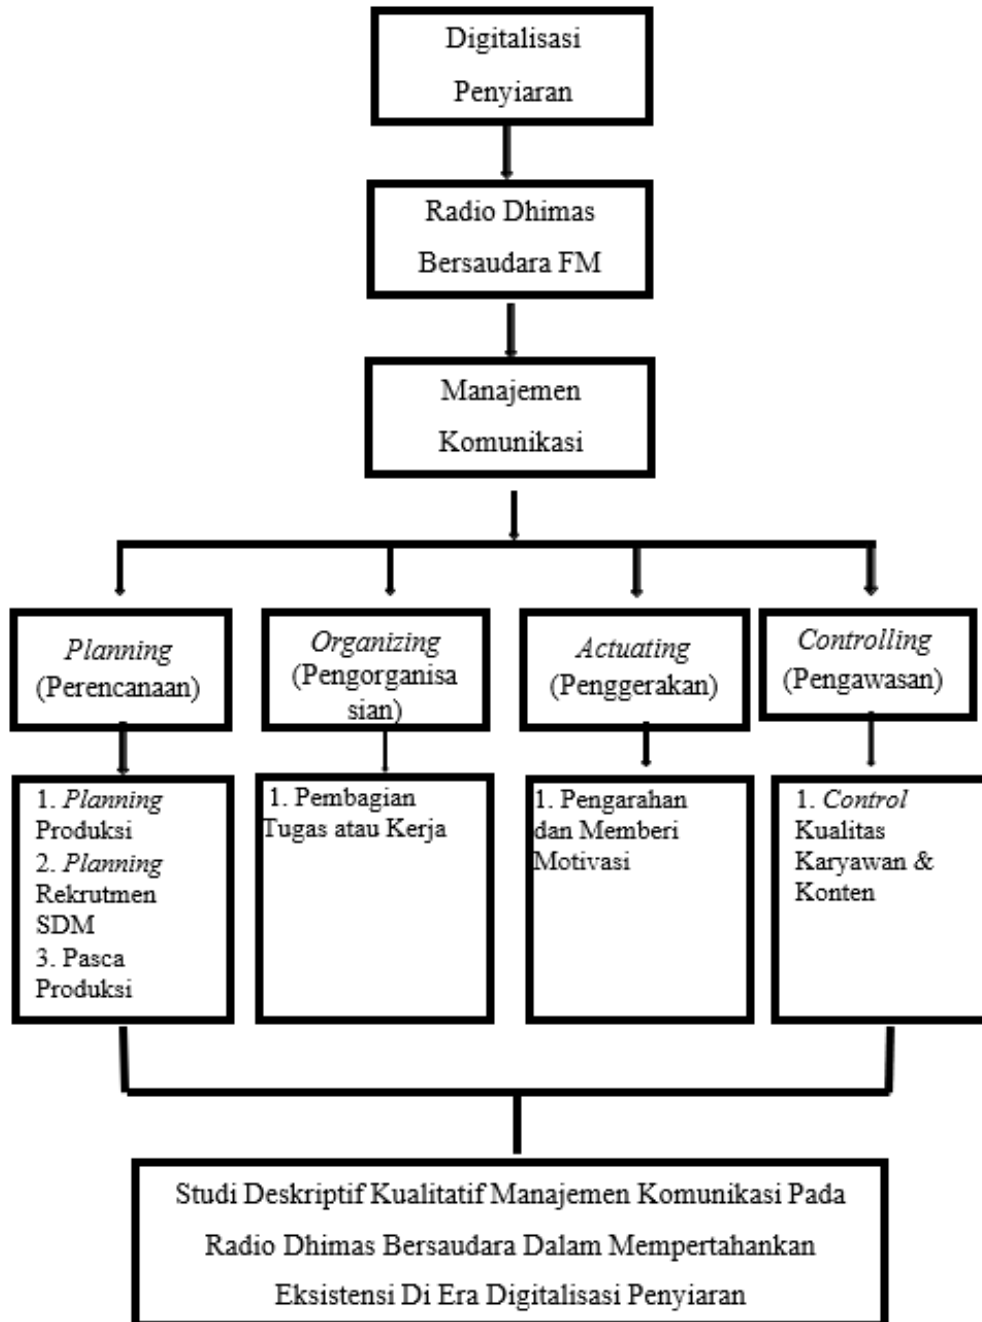 Digitalisasi
Penyiaran
Radio Dhimas
Bersaudara FM
Manajemen
Komunikasi
Planning
(Perencanaan)
Organizing
(Pengorganisa
sian)
Actuating
(Penggerakan)
Controlling
(Pengawasan)
1. Planning
Produksi
2. Planning
Rekrutmen
SDM
3. Pasca
Produksi
1. Pembagian
Tugas atau Kerja
1. Pengarahan
dan Memberi
Motivasi
1. Control
Kualitas
Karyawan &
Konten
Studi Deskriptif Kualitatif Manajemen Komunikasi Pada
Radio Dhimas Bersaudara Dalam Mempertahankan
Eksistensi Di Era Digitalisasi Penyiaran